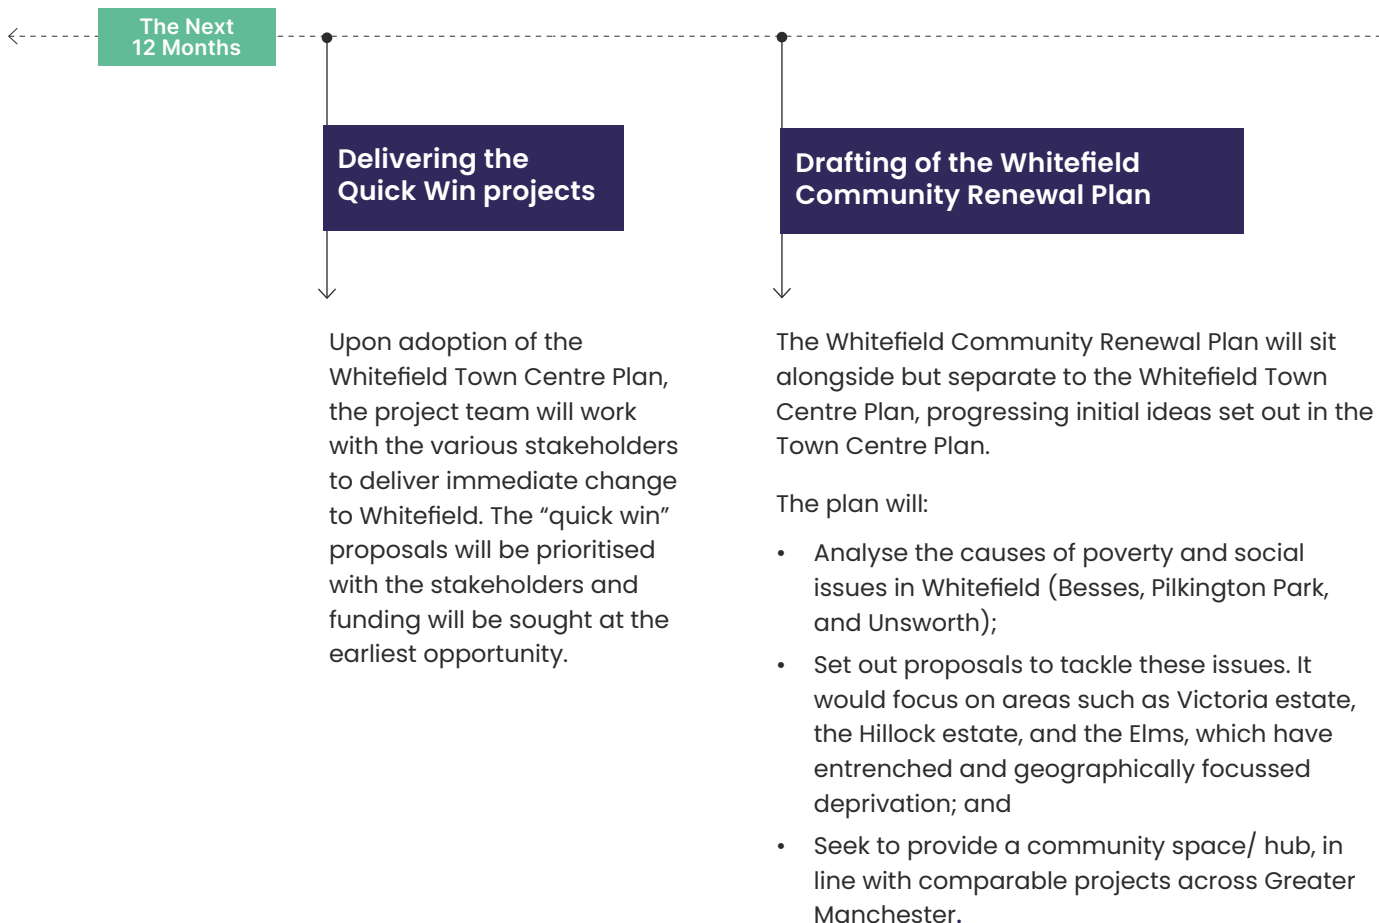 The Next
12 Months
Delivering the
Quick Win projects
Upon adoption of the
Whitefield Town Centre Plan,
the project team will work
with the various stakeholders
to deliver immediate change
to Whitefield. The “quick win”
proposals will be prioritised
with the stakeholders and
funding will be sought at the
earliest opportunity.
Drafting of the Whitefield
Community Renewal Plan
The Whitefield Community Renewal Plan will sit
alongside but separate to the Whitefield Town
Centre Plan, progressing initial ideas set out in the
Town Centre Plan.
The plan will:
• Analyse the causes of poverty and social
issues in Whitefield (Besses, Pilkington Park,
and Unsworth);
• Set out proposals to tackle these issues. It
would focus on areas such as Victoria estate,
the Hillock estate, and the Elms, which have
entrenched and geographically focussed
deprivation; and
• Seek to provide a community space/ hub, in
line with comparable projects across Greater
Manchester.